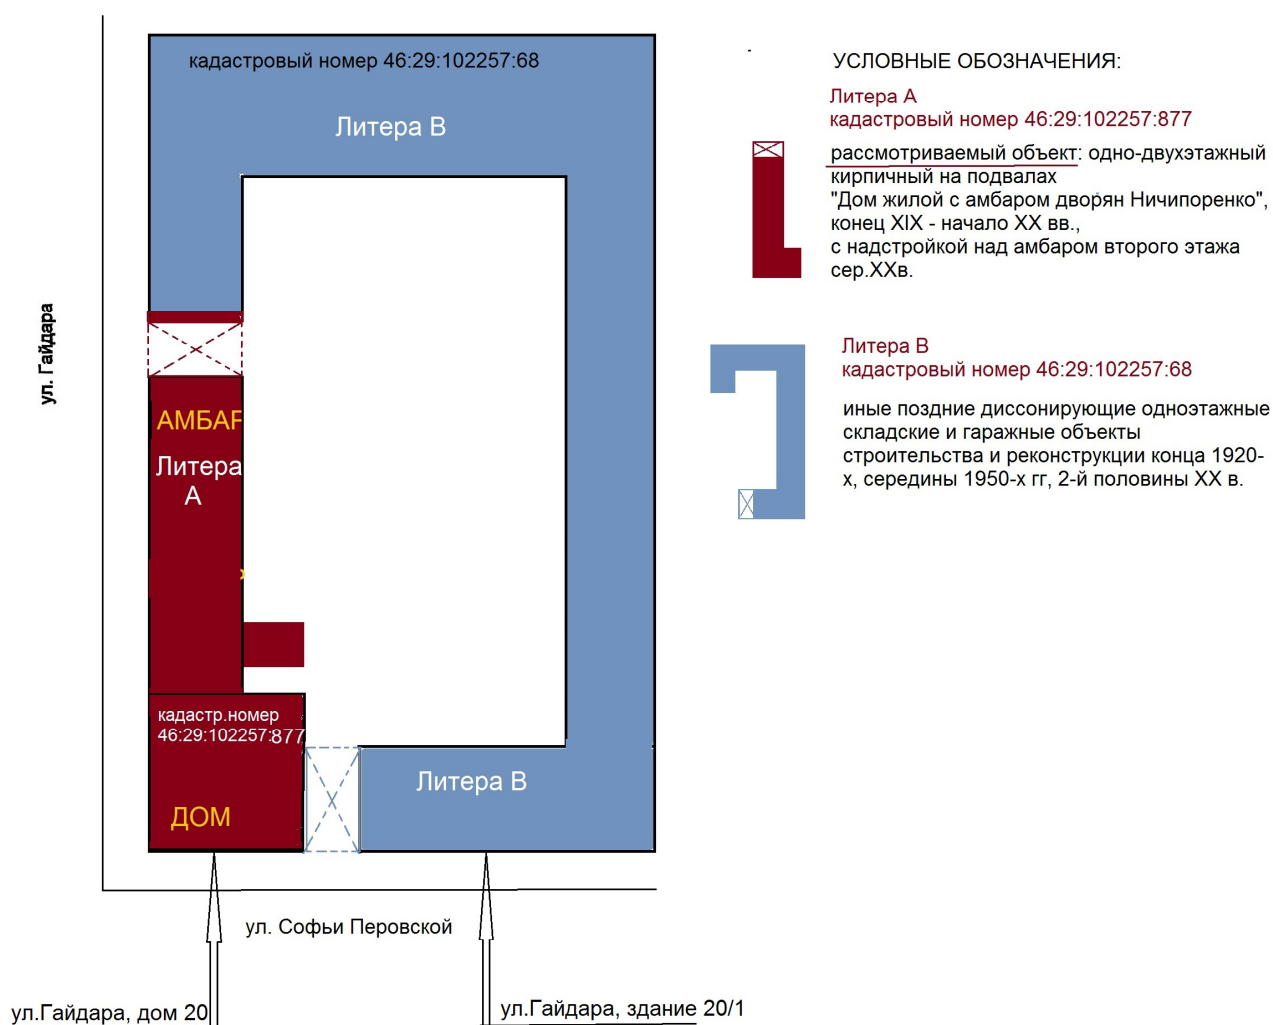 кадастровый номер 46:29:102257:68
Литера В
ул. Гайдара
АМБАР
Литера
А
кадастр.номер
46:29:102257:877
ДОМ
Литера В
ул. Софьи Перовской
ул.Гайдара, дом 20
ул.Гайдара, здание 20/1
УСЛОВНЫЕ ОБОЗНАЧЕНИЯ:
Литера А
кадастровый номер 46:29:102257:877
рассмотриваемый объект: одно-двухэтажный
кирпичный на подвалах
"Дом жилой с амбаром дворян Ничипоренко",
конец XIX - начало XX вв.,
с надстройкой над амбаром второго этажа
сер.XXв.
Литера В
кадастровый номер 46:29:102257:68
иные поздние диссонирующие одноэтажные
складские и гаражные объекты
строительства и реконструкции конца 1920-
х, середины 1950-х гг, 2-й половины XX в.